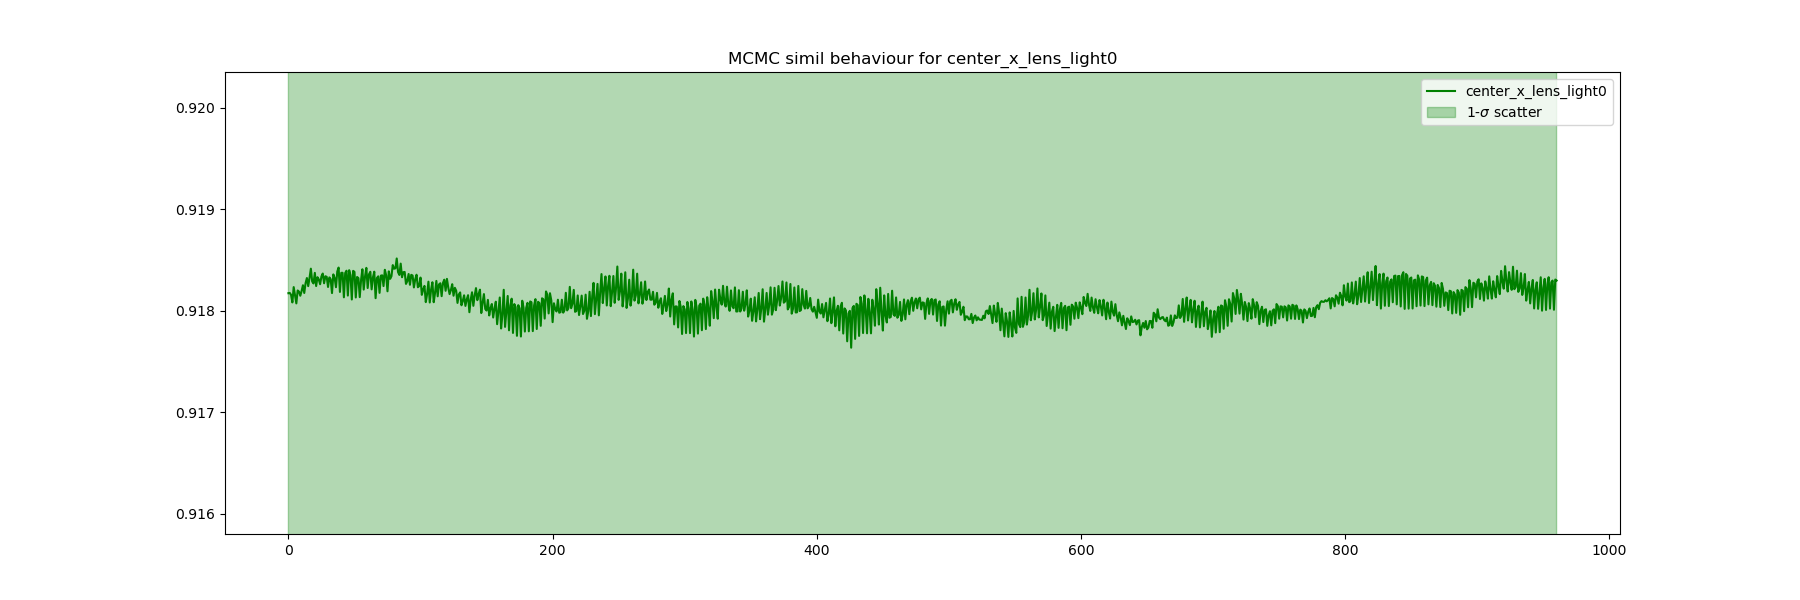 MCMC simil behaviour for center_x_lens_light0
center_x_lens_light0
1-σ scatter
0.920
0.919
0.918
0.917
0.916
0 200 400 600 800 1000